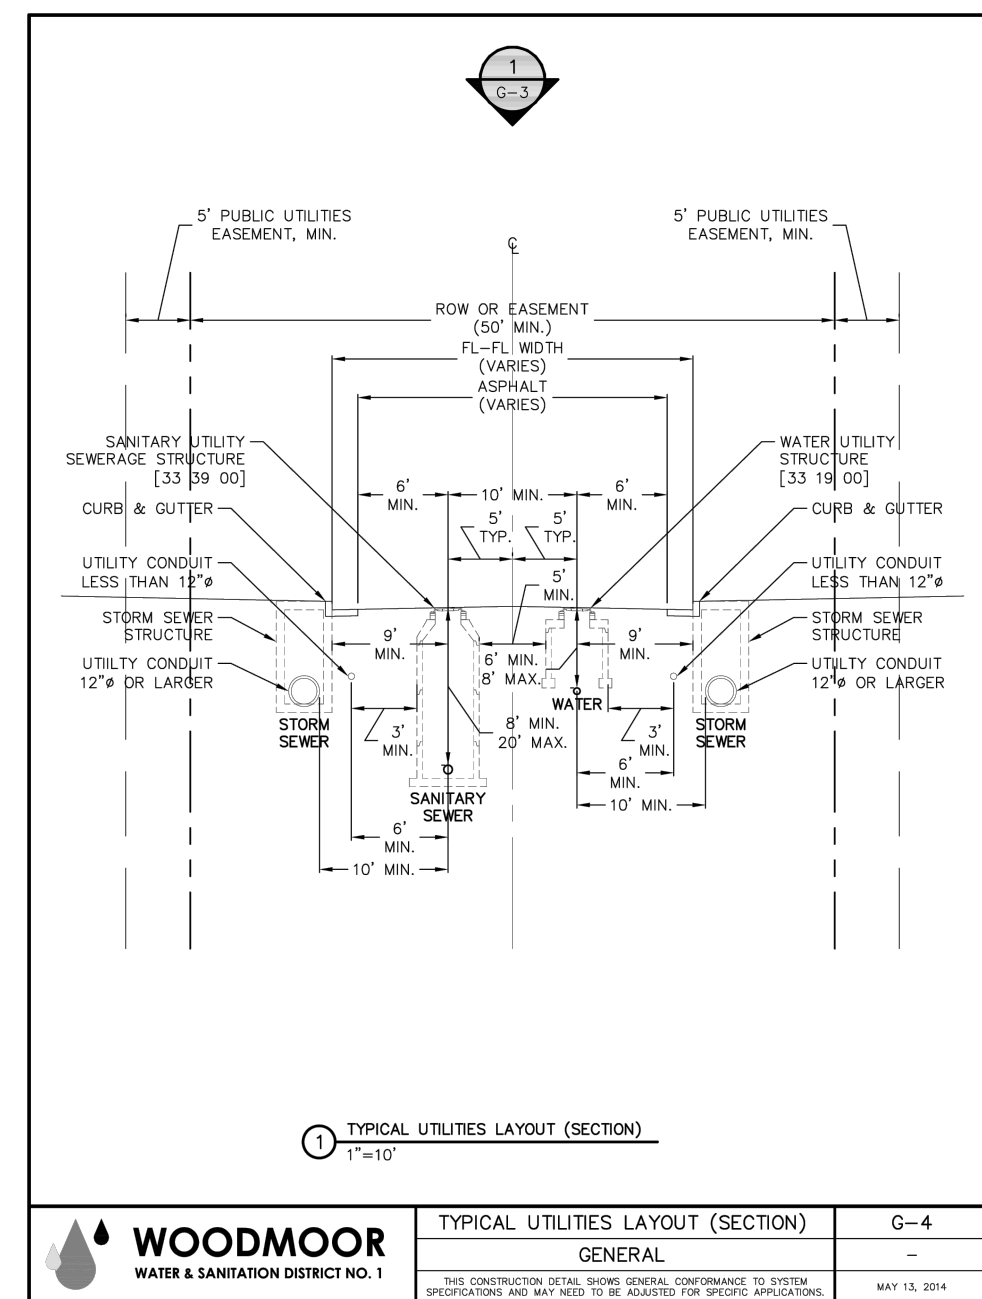 1
G-3
5' PUBLIC UTILITIES
EASEMENT, MIN.
5' PUBLIC UTILITIES
EASEMENT, MIN.
℄
ROW OR EASEMENT
(50' MIN.)
FL-FL WIDTH
(VARIES)
ASPHALT
(VARIES)
SANITARY UTILITY
SEWERAGE STRUCTURE
[33 39 00]
WATER UTILITY
STRUCTURE
[33 19 00]
6'
MIN.
10' MIN.
6'
MIN.
CURB & GUTTER
5'
TYP.
5'
TYP.
CURB & GUTTER
UTILITY CONDUIT
LESS THAN 12"ø
5'
MIN.
UTILITY CONDUIT
LESS THAN 12"ø
STORM SEWER
STRUCTURE
STORM SEWER
STRUCTURE
9'
MIN.
9'
MIN.
UTIILTY CONDUIT
12"ø OR LARGER
6' MIN.
8' MAX.
UTILTY CONDUIT
12"ø OR LARGER
WATER
STORM
SEWER
STORM
SEWER
3'
MIN.
8' MIN.
20' MAX.
3'
MIN.
6'
MIN.
SANITARY
SEWER
10' MIN.
6'
MIN.
10' MIN.
1
TYPICAL UTILITIES LAYOUT (SECTION)
1"=10'
WOODMOOR
WATER & SANITATION DISTRICT NO. 1
TYPICAL UTILITIES LAYOUT (SECTION)
GENERAL
THIS CONSTRUCTION DETAIL SHOWS GENERAL CONFORMANCE TO SYSTEM
SPECIFICATIONS AND MAY NEED TO BE ADJUSTED FOR SPECIFIC APPLICATIONS.
G-4
-
MAY 13, 2014